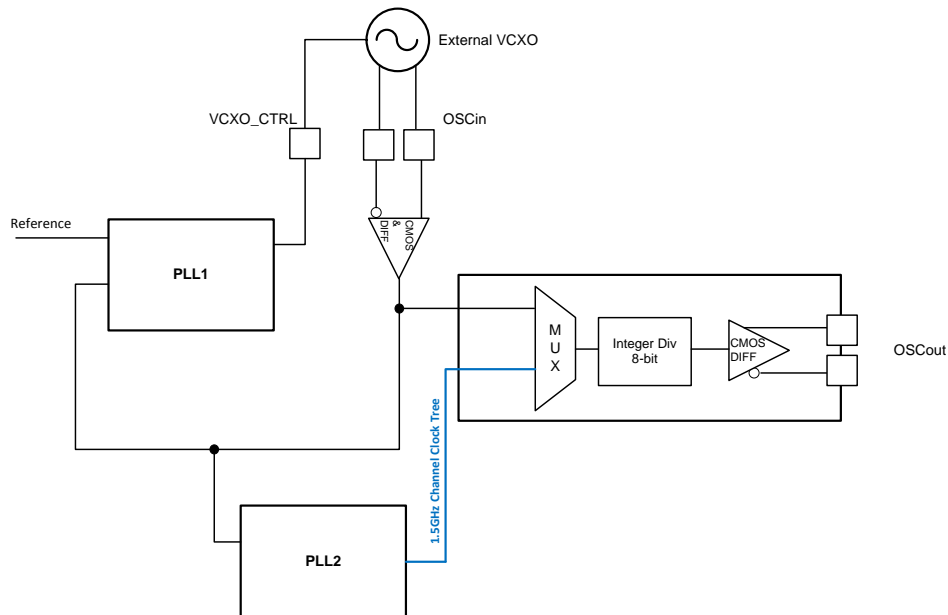 External VCXO
VCXO_CTRL
OSCin
Reference
PLL1
DIFF
&
CMOS
M
U
X
Integer Div
8-bit
CMOS
DIFF
OSCout
1.5GHz Channel Clock Tree
PLL2